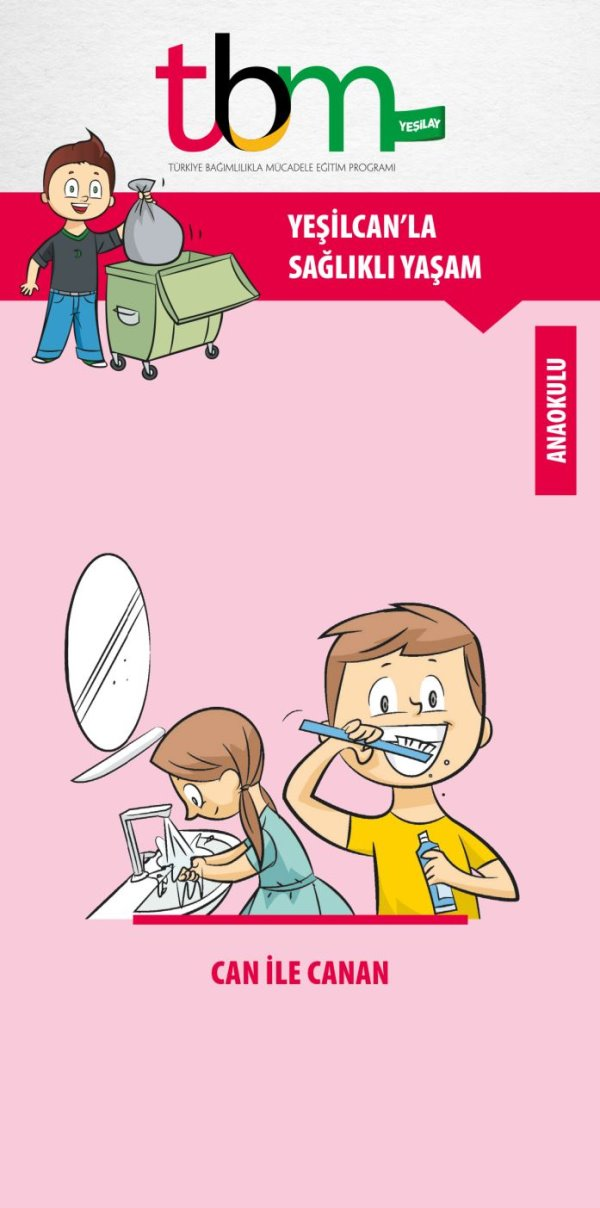 tbm
YEŞİLAY
TÜRKİYE BAĞIMLILIKLA MÜCADELE EĞİTİM PROGRAMI
YEŞİLCAN'LA
SAĞLIKLI YAŞAM
ANAOKULU
CAN İLE CANAN